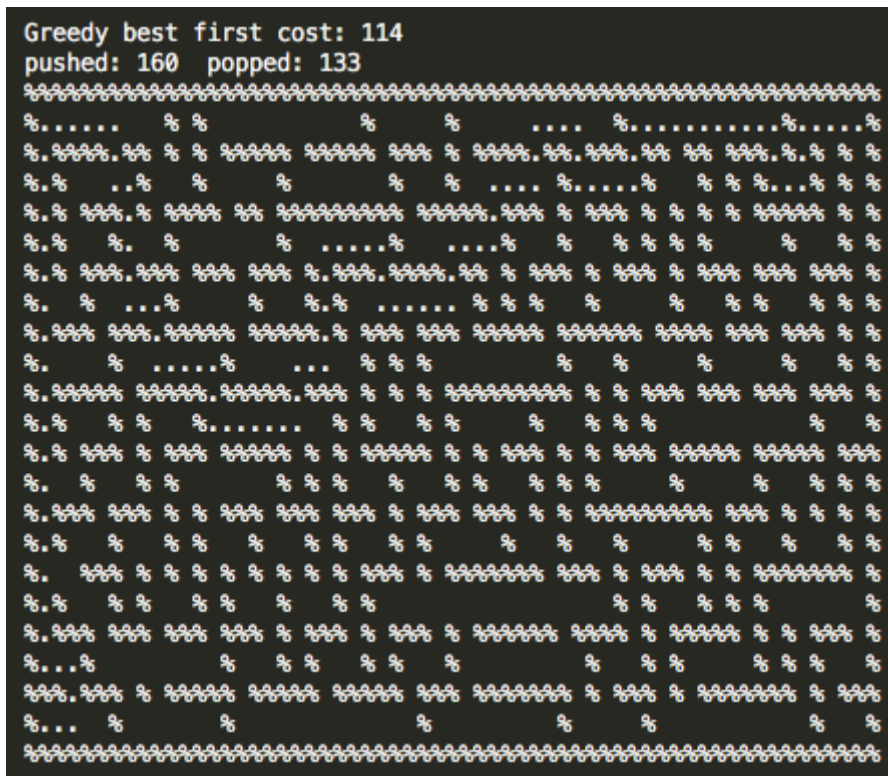 Greedy best first cost: 114
pushed: 160  popped: 133
%%%%%%%%%%%%%%%%%%%%%%%%%%%%%%%%%%%%%%%%%%%%%%%%%%%%%%%%%%%%%
%......   % %           %     %     ....  %...........%.....%
%.%%%%.%% % % %%%%% %%%%% %%% % %%%%.%%.%%%.%% %% %%%.%.% % %
%.%   ..%   %     %       %   %  .... %.....%   % % %...% % %
%.% %%%.% %%%% %% %%%%%%%%% %%%%%.%%% % %%% % % % % %%%%% % %
%.%   %.  %       %  .....%   ....%   %   % % % %     %   % %
%.% %%%.%%% %%% %%% %.%%%.%%%%.%% % %%% % %%% % %%% %%% %%% %
%.  %  ...%     %   %.%  ...... % % %   %     %   % %   % % %
%.%%% %%%.%%%%% %%%%%.% %%% %%% %%%%% %%%%%% %%%% %%% %%% % %
%.    %  .....%    ...  % % %         %   %     %     %   % %
%.%%%%% %%%%%.%%%%%.%%% % % % %%%%%%%%% % % %%% %%% %%% %%% %
%.%   % %   %.......  % %   % %     %   % % %           %   %
%.% %%% % %%% %%%%% % % %%%%% % % %%% % % %%% %%%%% %%%%% %%%
%.  %   % %       % % %   %   % %   % % %     %     %   % % %
%.%%% %%% % % %%% %%% %%% % %%% %%% % % %%%%%%%%% %%% % % % %
%.%   %   % %   %   % %   % %     %   %   %     % %   %   % %
%.  %%% % % % % % % % % %%% % %%%%%%% %%% % %%% % % %%%%%%% %
%.%   % %   % %   %   % %                 % %   % % %       %
%.%%% %%% %%% %%% % %%% % %%% % %%%%%% %%%% % %%%%% % % %%% %
%...%         %   % %   % %   %         %   % %     % % %   %
%%%.%%% % %%%%% %%%%% %%%%% %%% %%%%%%% % %%% % %%%%%%% % %%%
%...  %       %             %         %     %           %   %
%%%%%%%%%%%%%%%%%%%%%%%%%%%%%%%%%%%%%%%%%%%%%%%%%%%%%%%%%%%%%